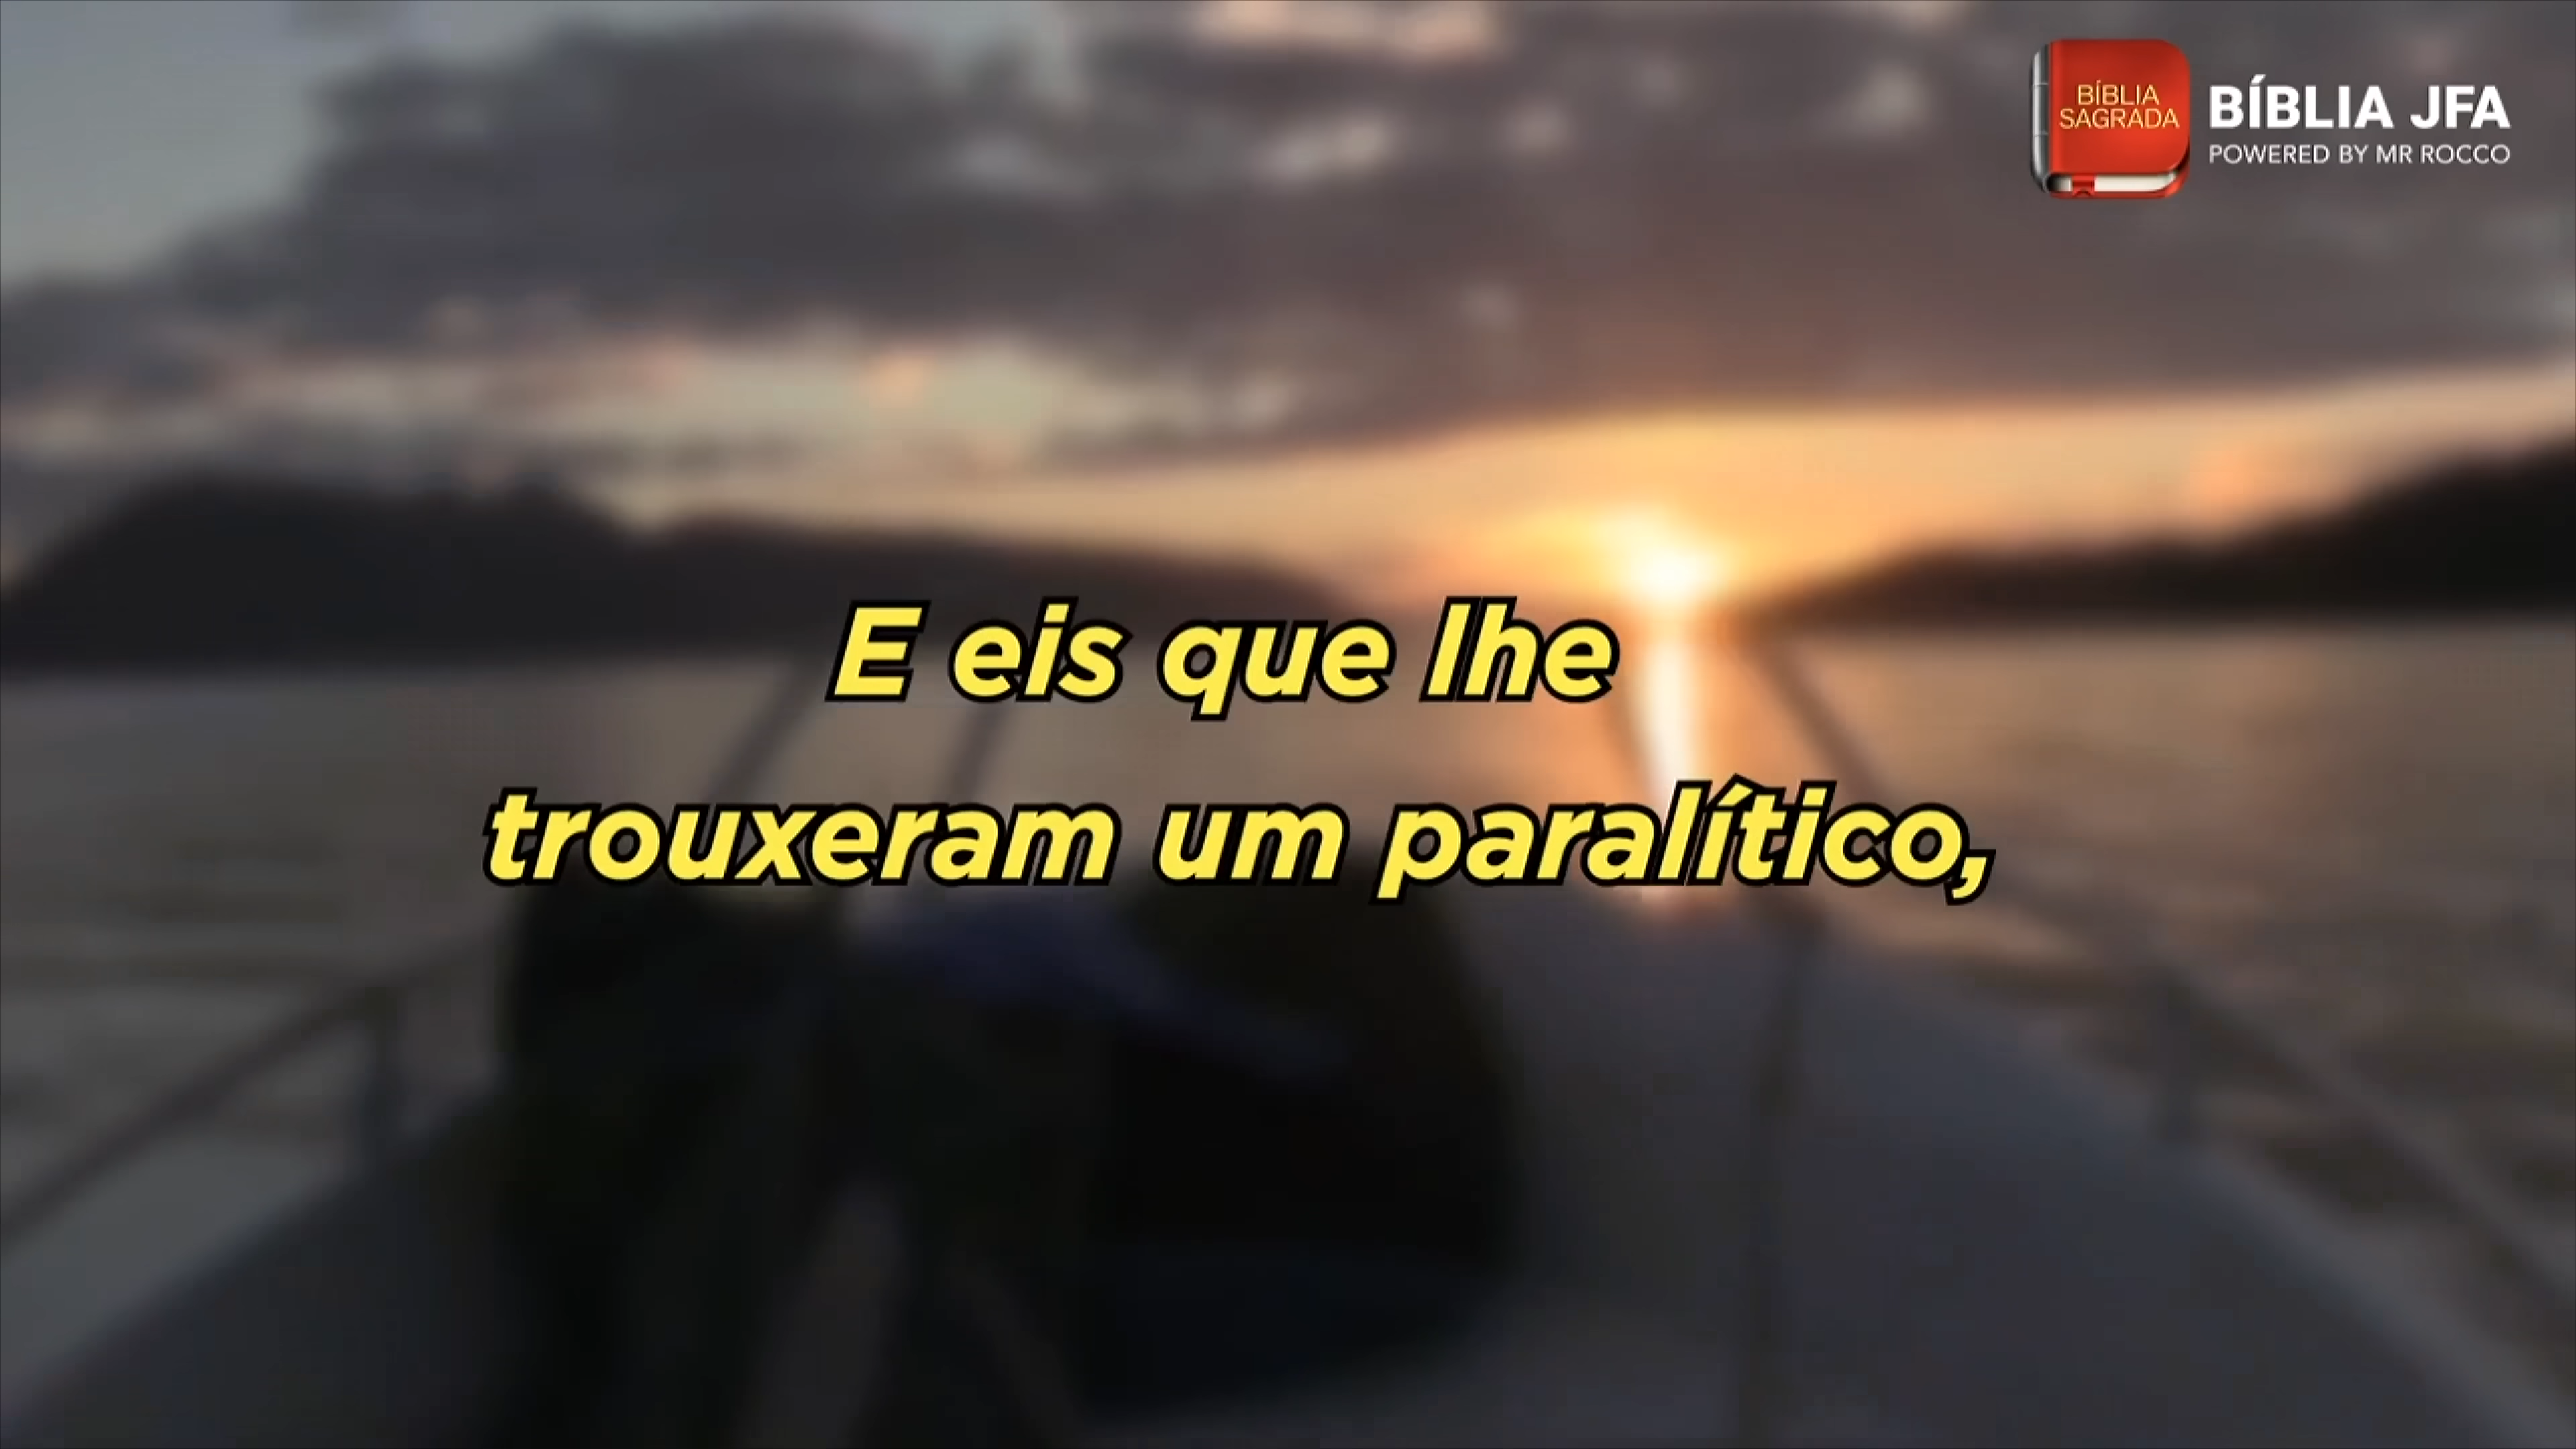 BÍBLIA
SAGRADA
BÍBLIA JFA
POWERED BY MR ROCCO
E eis que lhe
trouxeram um paralítico,